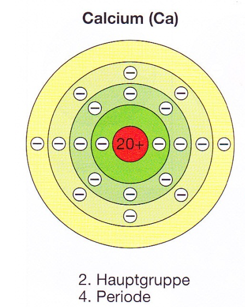 Calcium (Ca)
20+
2. Hauptgruppe
4. Periode